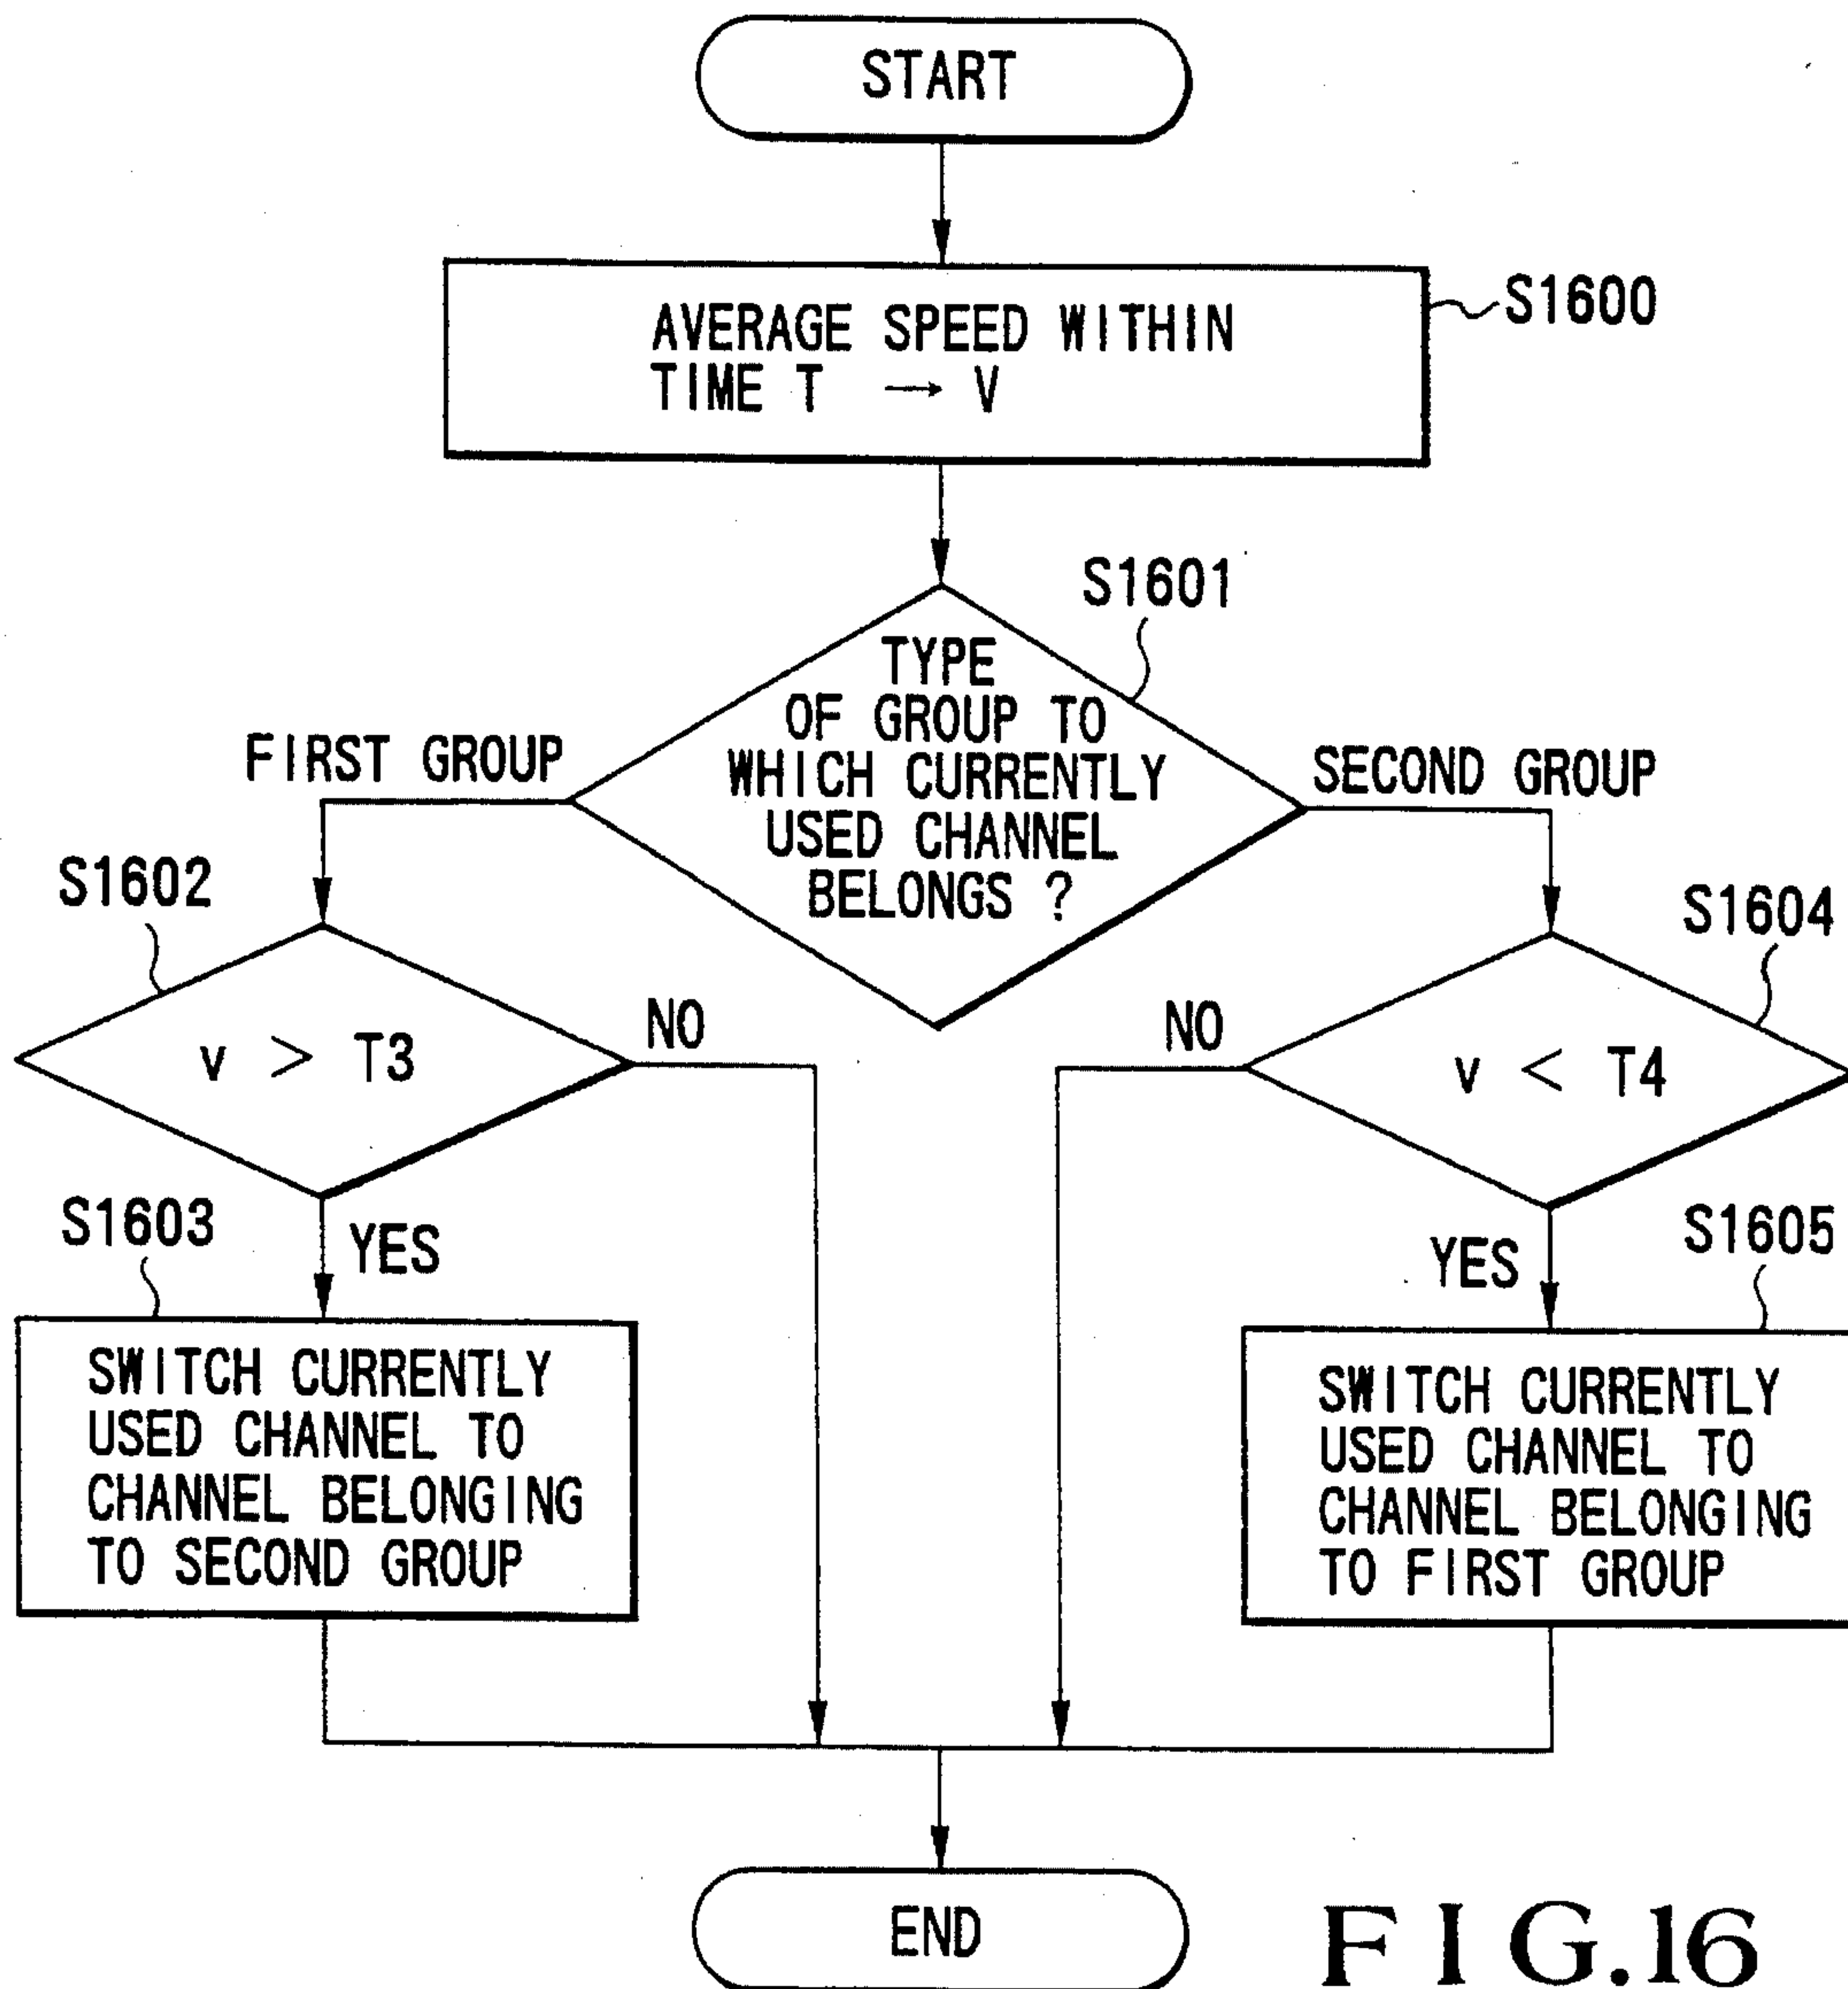 START
AVERAGE SPEED WITHIN
TIME T → V
S1600
S1601
TYPE
OF GROUP TO
WHICH CURRENTLY
USED CHANNEL
BELONGS ?
FIRST GROUP
SECOND GROUP
S1602
v > T3
NO
YES
S1603
SWITCH CURRENTLY
USED CHANNEL TO
CHANNEL BELONGING
TO SECOND GROUP
S1604
v < T4
NO
YES
S1605
SWITCH CURRENTLY
USED CHANNEL TO
CHANNEL BELONGING
TO FIRST GROUP
END
FIG.16